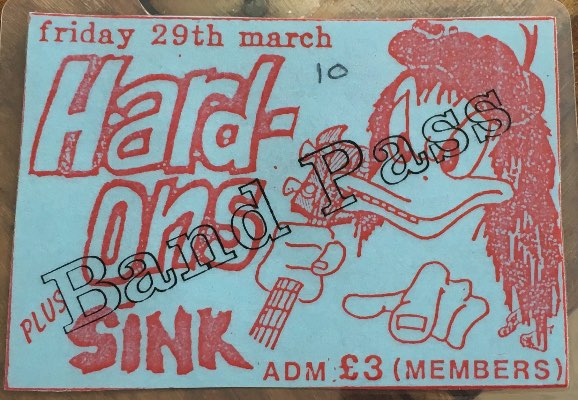 friday 29th march
10
Hard-
ons
Band Pass
PLUS
SINK
ADM £3 (MEMBERS)